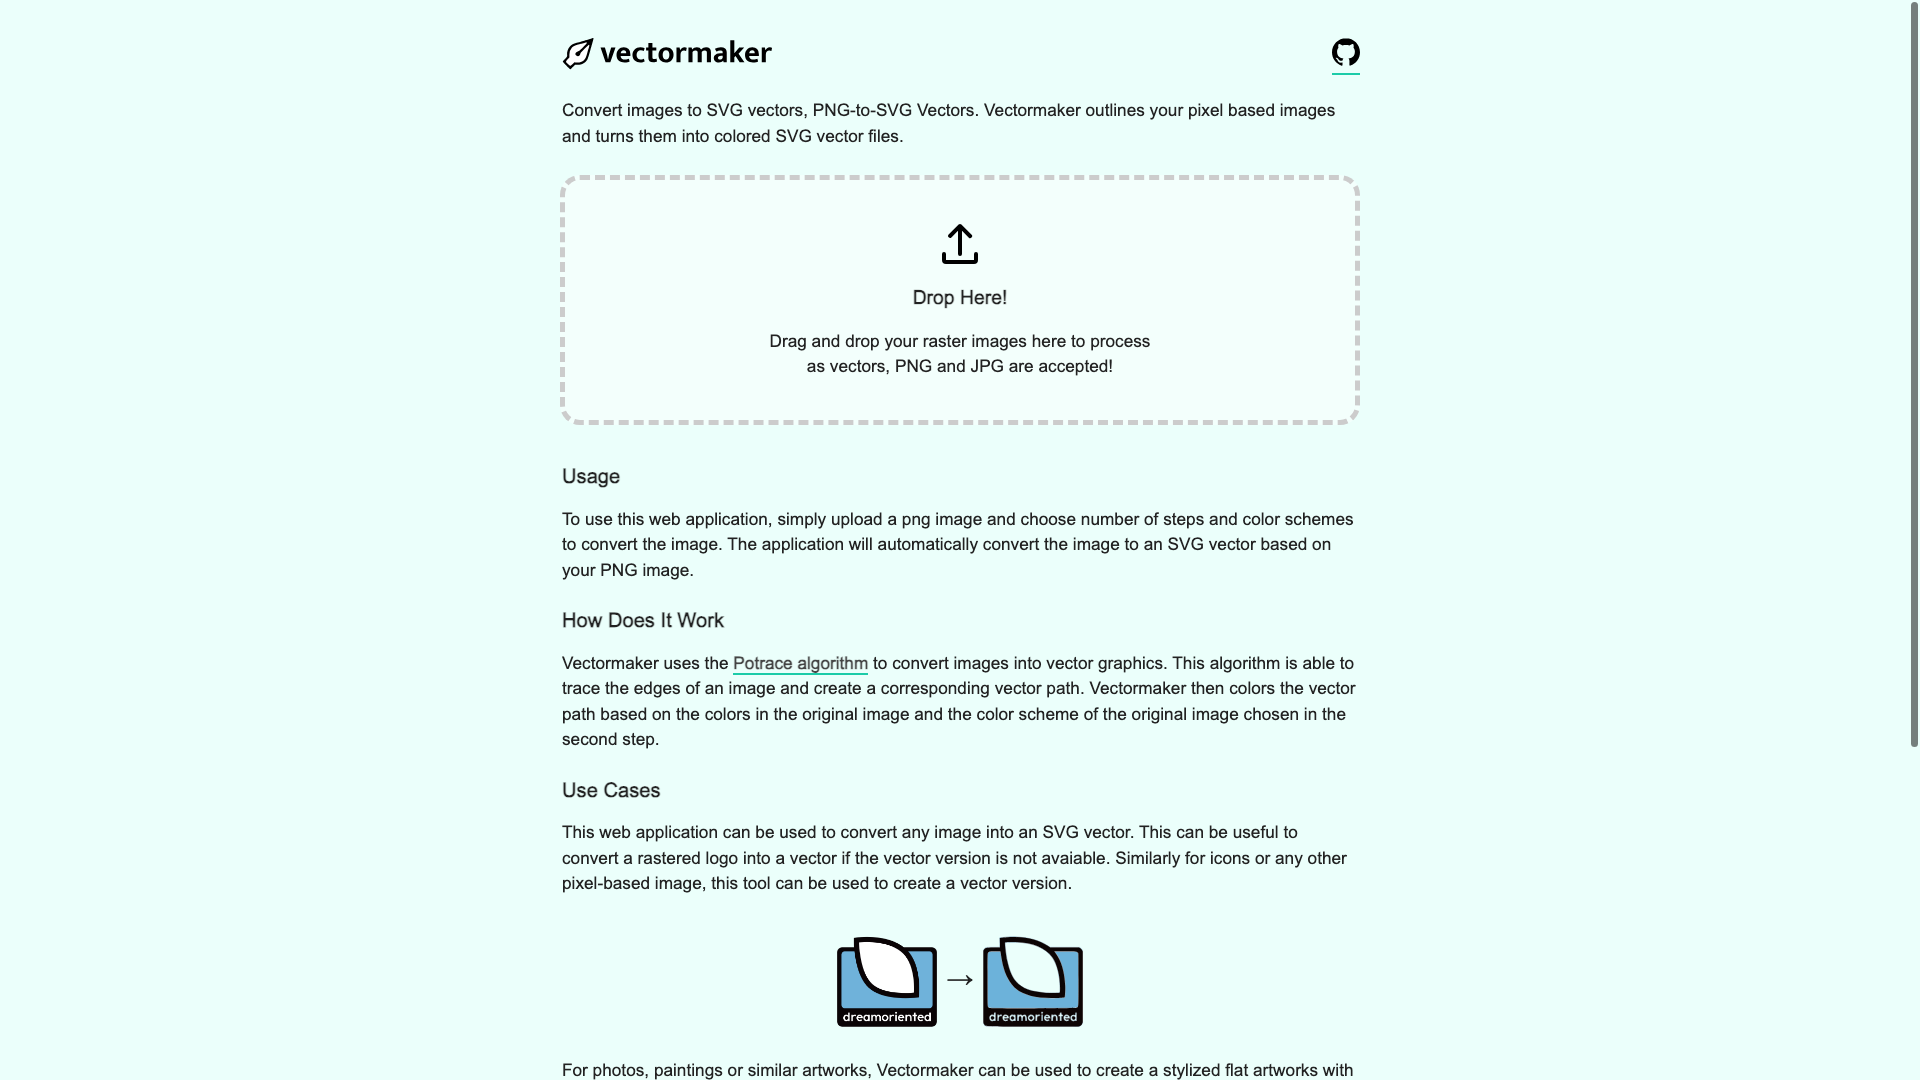 vectormaker
Convert images to SVG vectors, PNG-to-SVG Vectors. Vectormaker outlines your pixel based images
and turns them into colored SVG vector files.
Drop Here!
Drag and drop your raster images here to process
as vectors, PNG and JPG are accepted!
Usage
To use this web application, simply upload a png image and choose number of steps and color schemes
to convert the image. The application will automatically convert the image to an SVG vector based on
your PNG image.
How Does It Work
Vectormaker uses the Potrace algorithm to convert images into vector graphics. This algorithm is able to
trace the edges of an image and create a corresponding vector path. Vectormaker then colors the vector
path based on the colors in the original image and the color scheme of the original image chosen in the
second step.
Use Cases
This web application can be used to convert any image into an SVG vector. This can be useful to
convert a rastered logo into a vector if the vector version is not avaiable. Similarly for icons or any other
pixel-based image, this tool can be used to create a vector version.
dreamoriented → dreamoriented
For photos, paintings or similar artworks, Vectormaker can be used to create a stylized flat artworks with